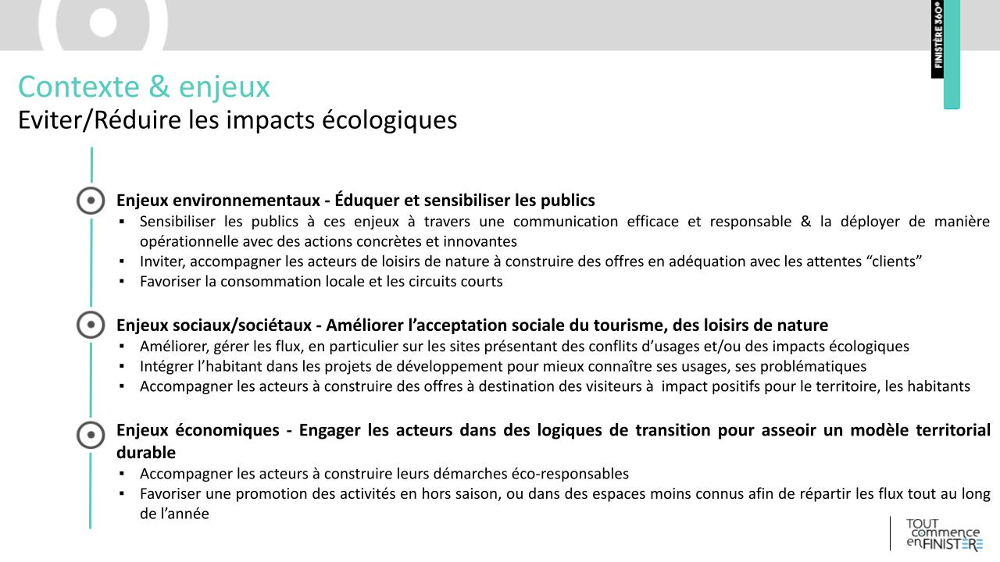 FINISTÈRE 360°
Contexte & enjeux
Eviter/Réduire les impacts écologiques
Enjeux environnementaux - Éduquer et sensibiliser les publics
▪ Sensibiliser les publics à ces enjeux à travers une communication efficace et responsable & la déployer de manière
opérationnelle avec des actions concrètes et innovantes
▪ Inviter, accompagner les acteurs de loisirs de nature à construire des offres en adéquation avec les attentes “clients”
▪ Favoriser la consommation locale et les circuits courts
Enjeux sociaux/sociétaux - Améliorer l’acceptation sociale du tourisme, des loisirs de nature
▪ Améliorer, gérer les flux, en particulier sur les sites présentant des conflits d’usages et/ou des impacts écologiques
▪ Intégrer l’habitant dans les projets de développement pour mieux connaître ses usages, ses problématiques
▪ Accompagner les acteurs à construire des offres à destination des visiteurs à  impact positifs pour le territoire, les habitants
Enjeux économiques - Engager les acteurs dans des logiques de transition pour asseoir un modèle territorial
durable
▪ Accompagner les acteurs à construire leurs démarches éco-responsables
▪ Favoriser une promotion des activités en hors saison, ou dans des espaces moins connus afin de répartir les flux tout au long
de l’année
TOUT
commence
en FINISTÈRE